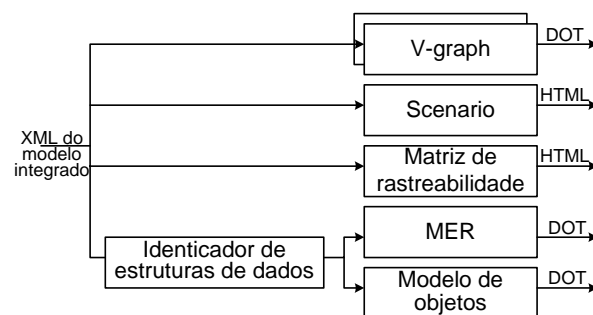 V-graph
DOT
Scenario
HTML
XML do
modelo
integrado
Matriz de
rastreabilidade
HTML
Identicador de
estruturas de dados
MER
DOT
Modelo de
objetos
DOT